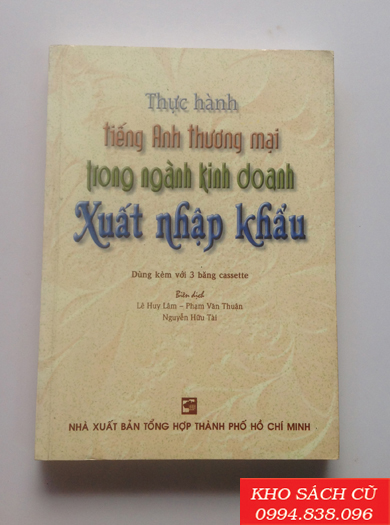 Thực hành
tiếng Anh thương mại
trong ngành kinh doanh
Xuất nhập khẩu
Dùng kèm với 3 băng cassette
Biên dịch
Lê Huy Lâm – Phạm Văn Thuận
Nguyễn Hữu Tài
NHÀ XUẤT BẢN TỔNG HỢP THÀNH PHỐ HỒ CHÍ MINH
KHO SÁCH CŨ
0994.838.096